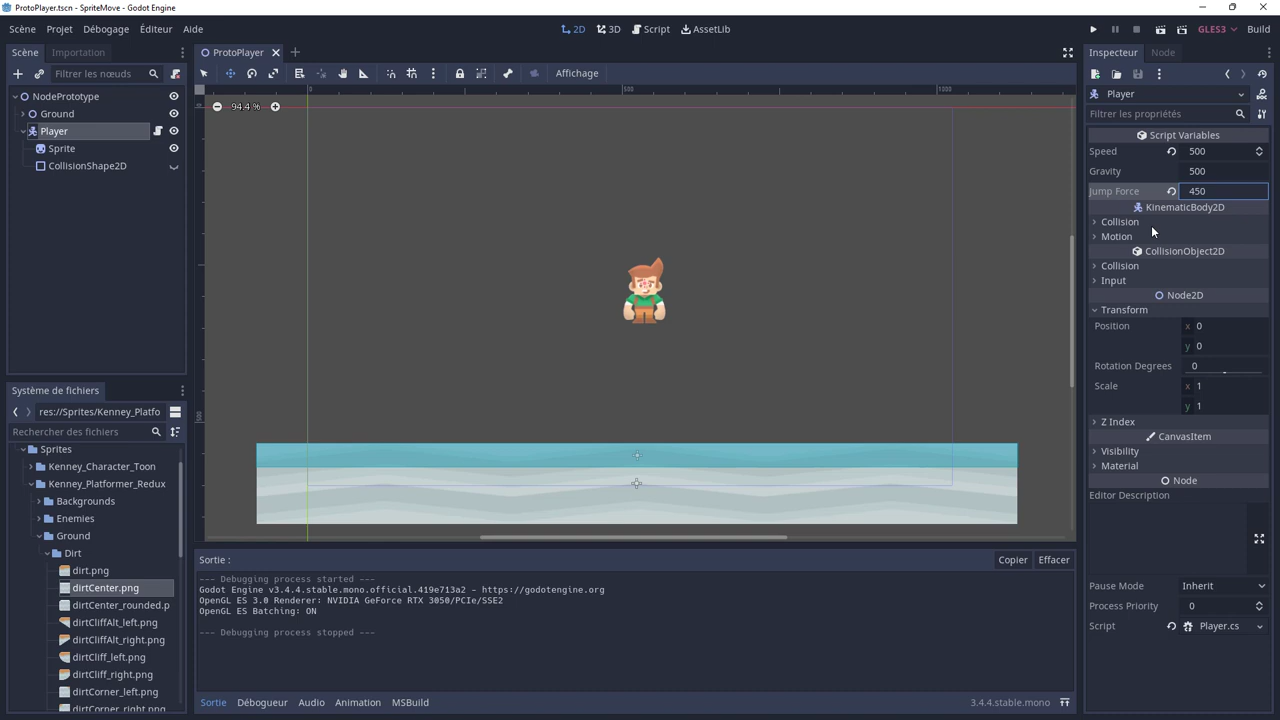 ProtoPlayer.tscn - SpriteMove - Godot Engine
Scène Projet Débogage Éditeur Aide
2D 3D Script AssetLib
GLES3 Build
Scène Importation
Filtrer les nœuds
NodePrototype
Ground
Player
Sprite
CollisionShape2D
ProtoPlayer
Affichage
94.4 %
0 500 1000
0
500
Système de fichiers
res://Sprites/Kenney_Platfo
Rechercher des fichiers
Sprites
Kenney_Character_Toon
Kenney_Platformer_Redux
Backgrounds
Enemies
Ground
Dirt
dirt.png
dirtCenter.png
dirtCenter_rounded.p
dirtCliffAlt_left.png
dirtCliffAlt_right.png
dirtCliff_left.png
dirtCliff_right.png
dirtCorner_left.png
dirtCorner_right.png
Sortie :
Copier Effacer
--- Debugging process started ---
Godot Engine v3.4.4.stable.mono.official.419e713a2 - https://godotengine.org
OpenGL ES 3.0 Renderer: NVIDIA GeForce RTX 3050/PCIe/SSE2
OpenGL ES Batching: ON
--- Debugging process stopped ---
Sortie Débogueur Audio Animation MSBuild
3.4.4.stable.mono
Inspecteur Node
Player
Filtrer les propriétés
Script Variables
Speed 500
Gravity 500
Jump Force 450
KinematicBody2D
Collision
Motion
CollisionObject2D
Collision
Input
Node2D
Transform
Position x 0
y 0
Rotation Degrees 0
Scale x 1
y 1
Z Index
CanvasItem
Visibility
Material
Node
Editor Description
Pause Mode Inherit
Process Priority 0
Script Player.cs